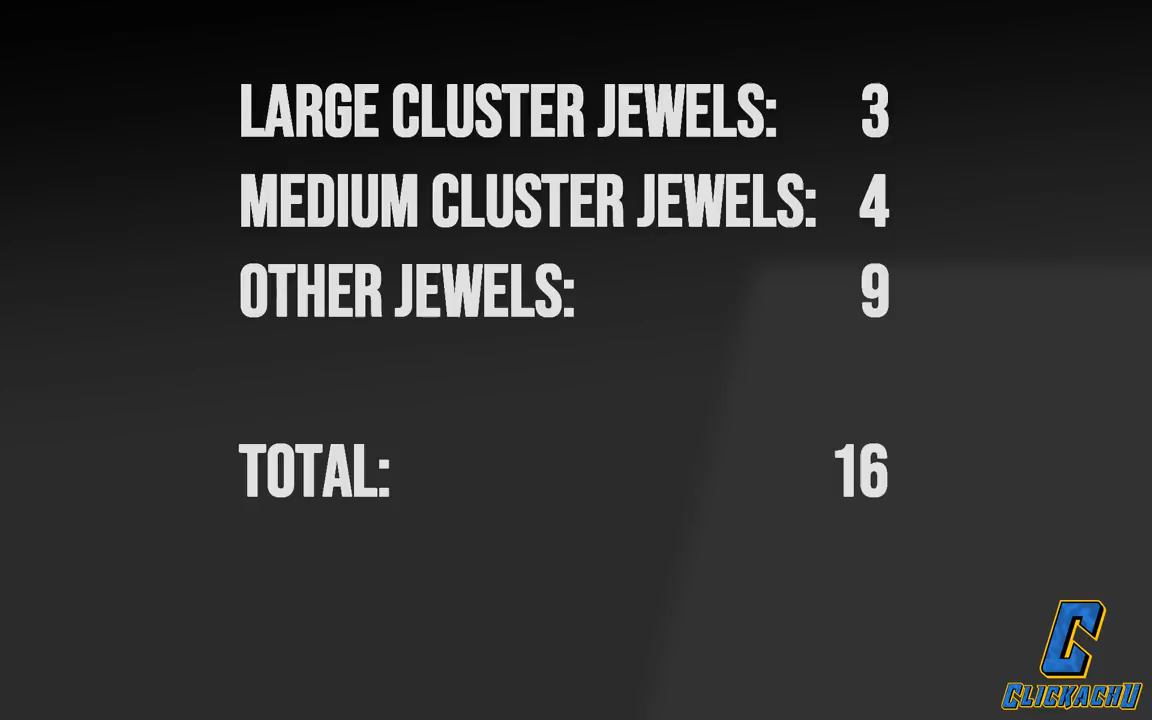 LARGE CLUSTER JEWELS: 3
MEDIUM CLUSTER JEWELS: 4
OTHER JEWELS: 9
TOTAL: 16
C
CLICKACHU